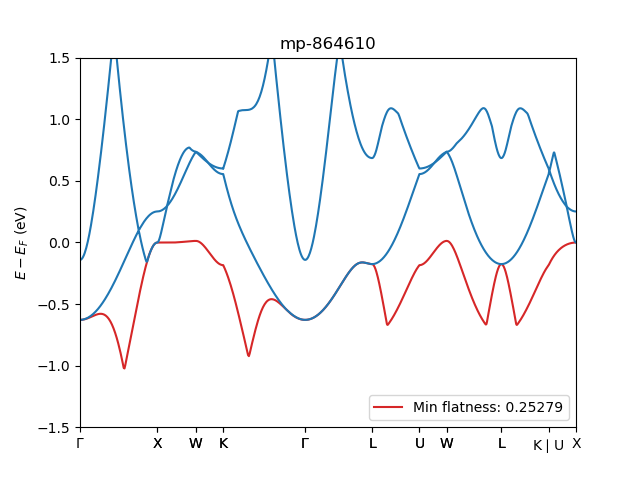 mp-864610
E − E_F (eV)
1.5
1.0
0.5
0.0
−0.5
−1.0
−1.5
Min flatness: 0.25279
Γ X W K Γ L U W L K | U X